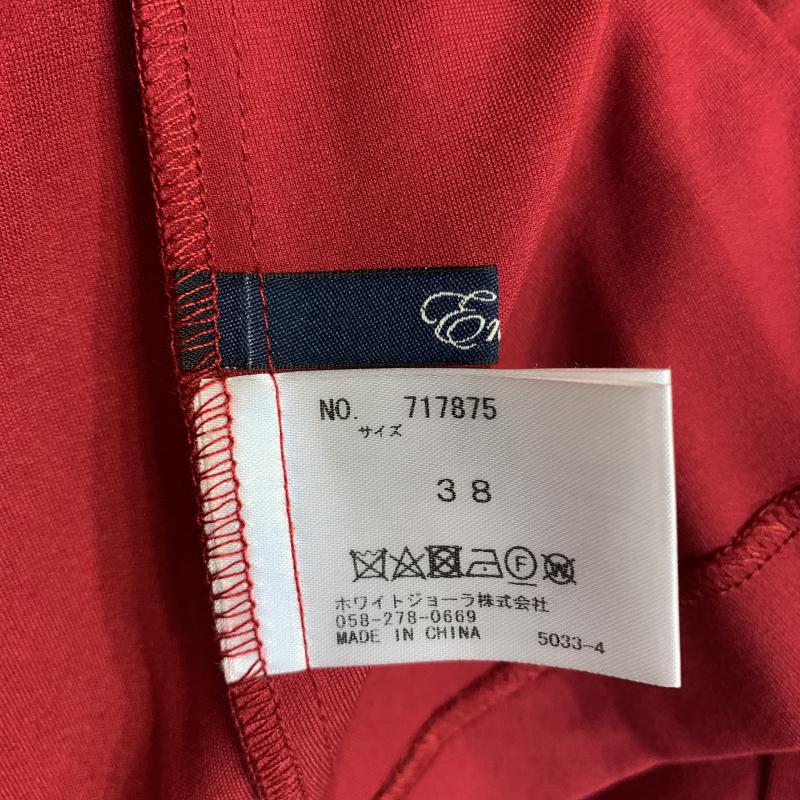 NO. 717875
サイズ
38
F W
ホワイトジョーラ株式会社
058-278-0669
MADE IN CHINA 5033-4